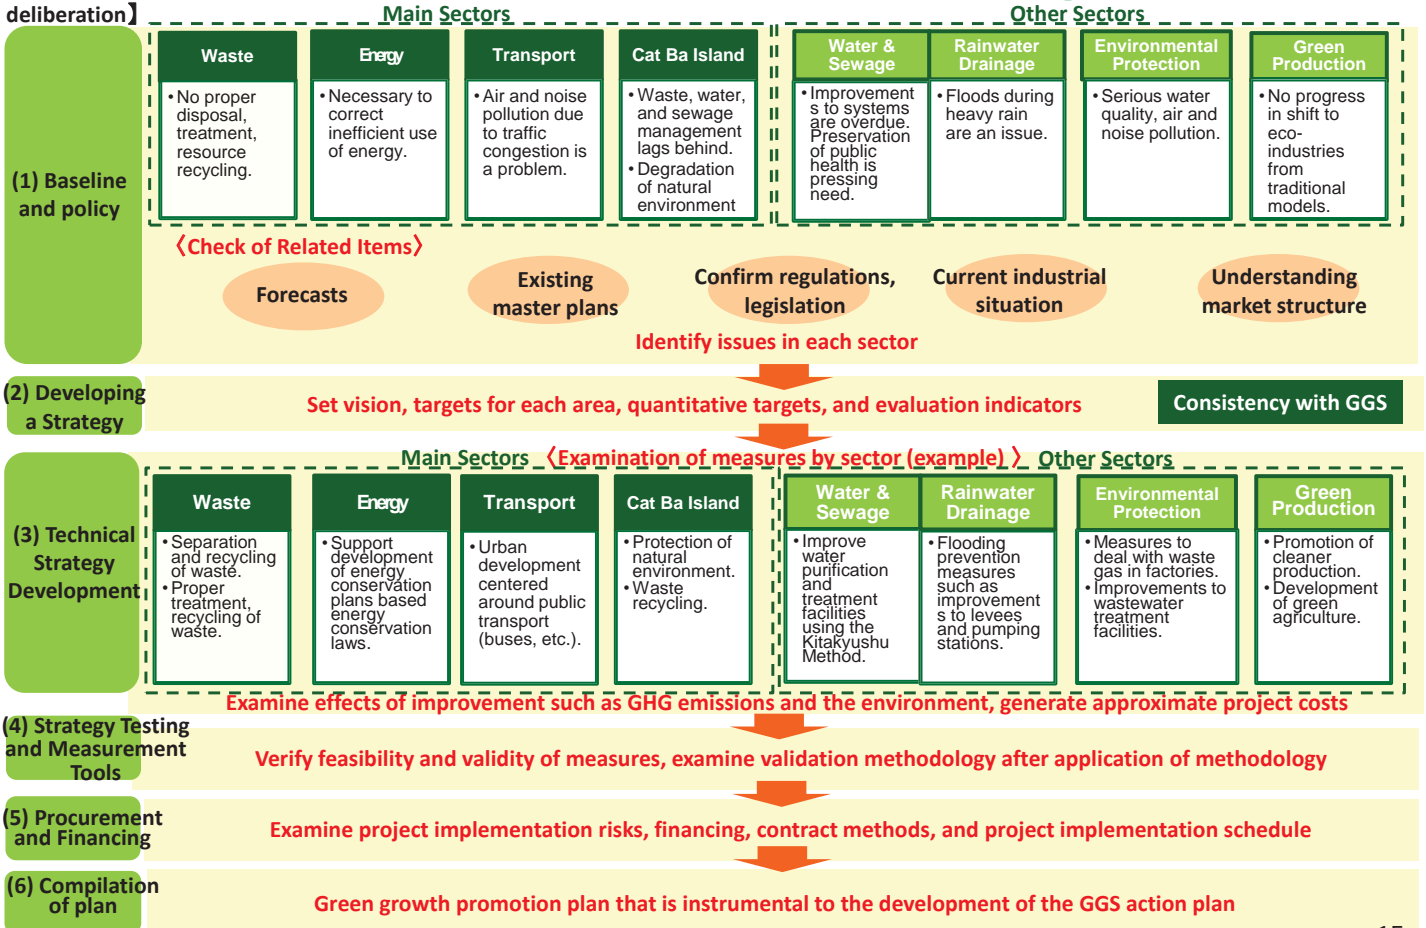 deliberation】
Main Sectors
Other Sectors
(1) Baseline
and policy
Waste
• No proper
disposal,
treatment,
resource
recycling.
Energy
• Necessary to
correct
inefficient use
of energy.
Transport
• Air and noise
pollution due
to traffic
congestion is
a problem.
Cat Ba Island
• Waste, water,
and sewage
management
lags behind.
• Degradation
of natural
environment
Water &
Sewage
• Improvement
s to systems
are overdue.
Preservation
of public
health is
pressing
need.
Rainwater
Drainage
• Floods during
heavy rain
are an issue.
Environmental
Protection
• Serious water
quality, air and
noise pollution.
Green
Production
• No progress
in shift to
eco-
industries
from
traditional
models.
〈Check of Related Items〉
Forecasts
Existing
master plans
Confirm regulations,
legislation
Current industrial
situation
Understanding
market structure
Identify issues in each sector
(2) Developing
a Strategy
Set vision, targets for each area, quantitative targets, and evaluation indicators
Consistency with GGS
Main Sectors 〈Examination of measures by sector (example) 〉 Other Sectors
(3) Technical
Strategy
Development
Waste
• Separation
and recycling
of waste.
• Proper
treatment,
recycling of
waste.
Energy
• Support
development
of energy
conservation
plans based
energy
conservation
laws.
Transport
• Urban
development
centered
around public
transport
(buses, etc.).
Cat Ba Island
• Protection of
natural
environment.
• Waste
recycling.
Water &
Sewage
• Improve
water
purification
and
treatment
facilities
using the
Kitakyushu
Method.
Rainwater
Drainage
• Flooding
prevention
measures
such as
improvement
s to levees
and pumping
stations.
Environmental
Protection
• Measures to
deal with waste
gas in factories.
• Improvements to
wastewater
treatment
facilities.
Green
Production
• Promotion of
cleaner
production.
• Development
of green
agriculture.
Examine effects of improvement such as GHG emissions and the environment, generate approximate project costs
(4) Strategy Testing
and Measurement
Tools
Verify feasibility and validity of measures, examine validation methodology after application of methodology
(5) Procurement
and Financing
Examine project implementation risks, financing, contract methods, and project implementation schedule
(6) Compilation
of plan
Green growth promotion plan that is instrumental to the development of the GGS action plan